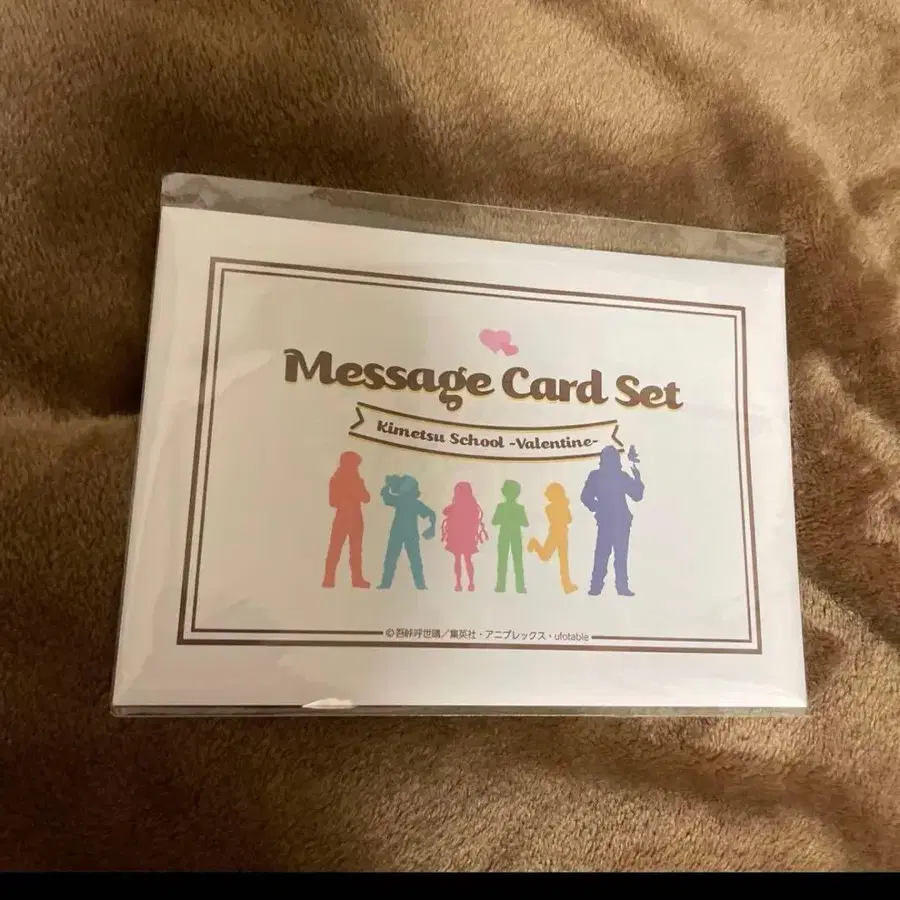 Message Card Set
Kimetsu School -Valentine-
©吾峠呼世晴／集英社・アニプレックス・ufotable